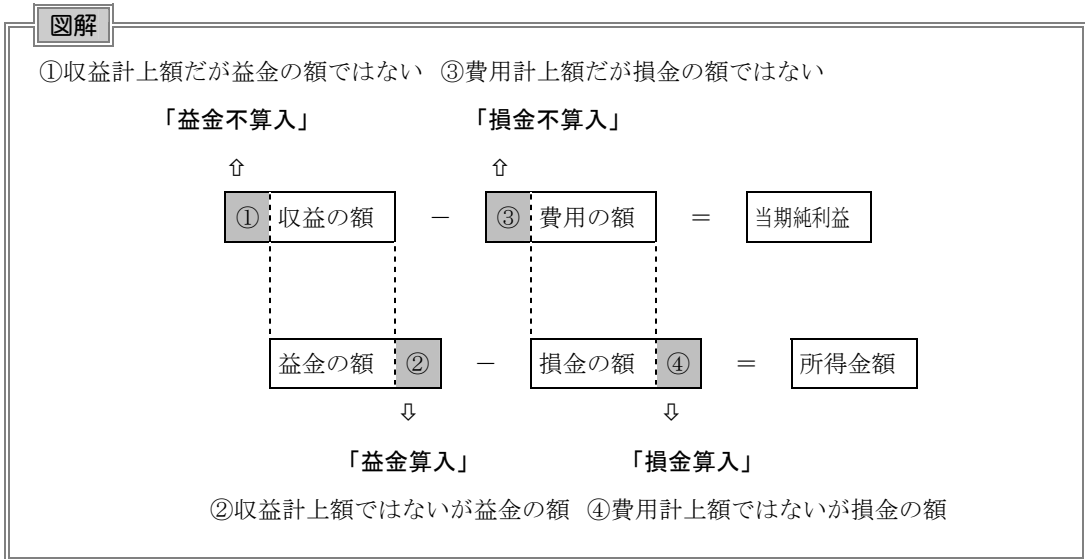 図解
①収益計上額だが益金の額ではない ③費用計上額だが損金の額ではない
「益金不算入」 「損金不算入」
⇧ ⇧
① 収益の額 － ③ 費用の額 ＝ 当期純利益
益金の額 ② － 損金の額 ④ ＝ 所得金額
⇩ ⇩
「益金算入」 「損金算入」
②収益計上額ではないが益金の額 ④費用計上額ではないが損金の額